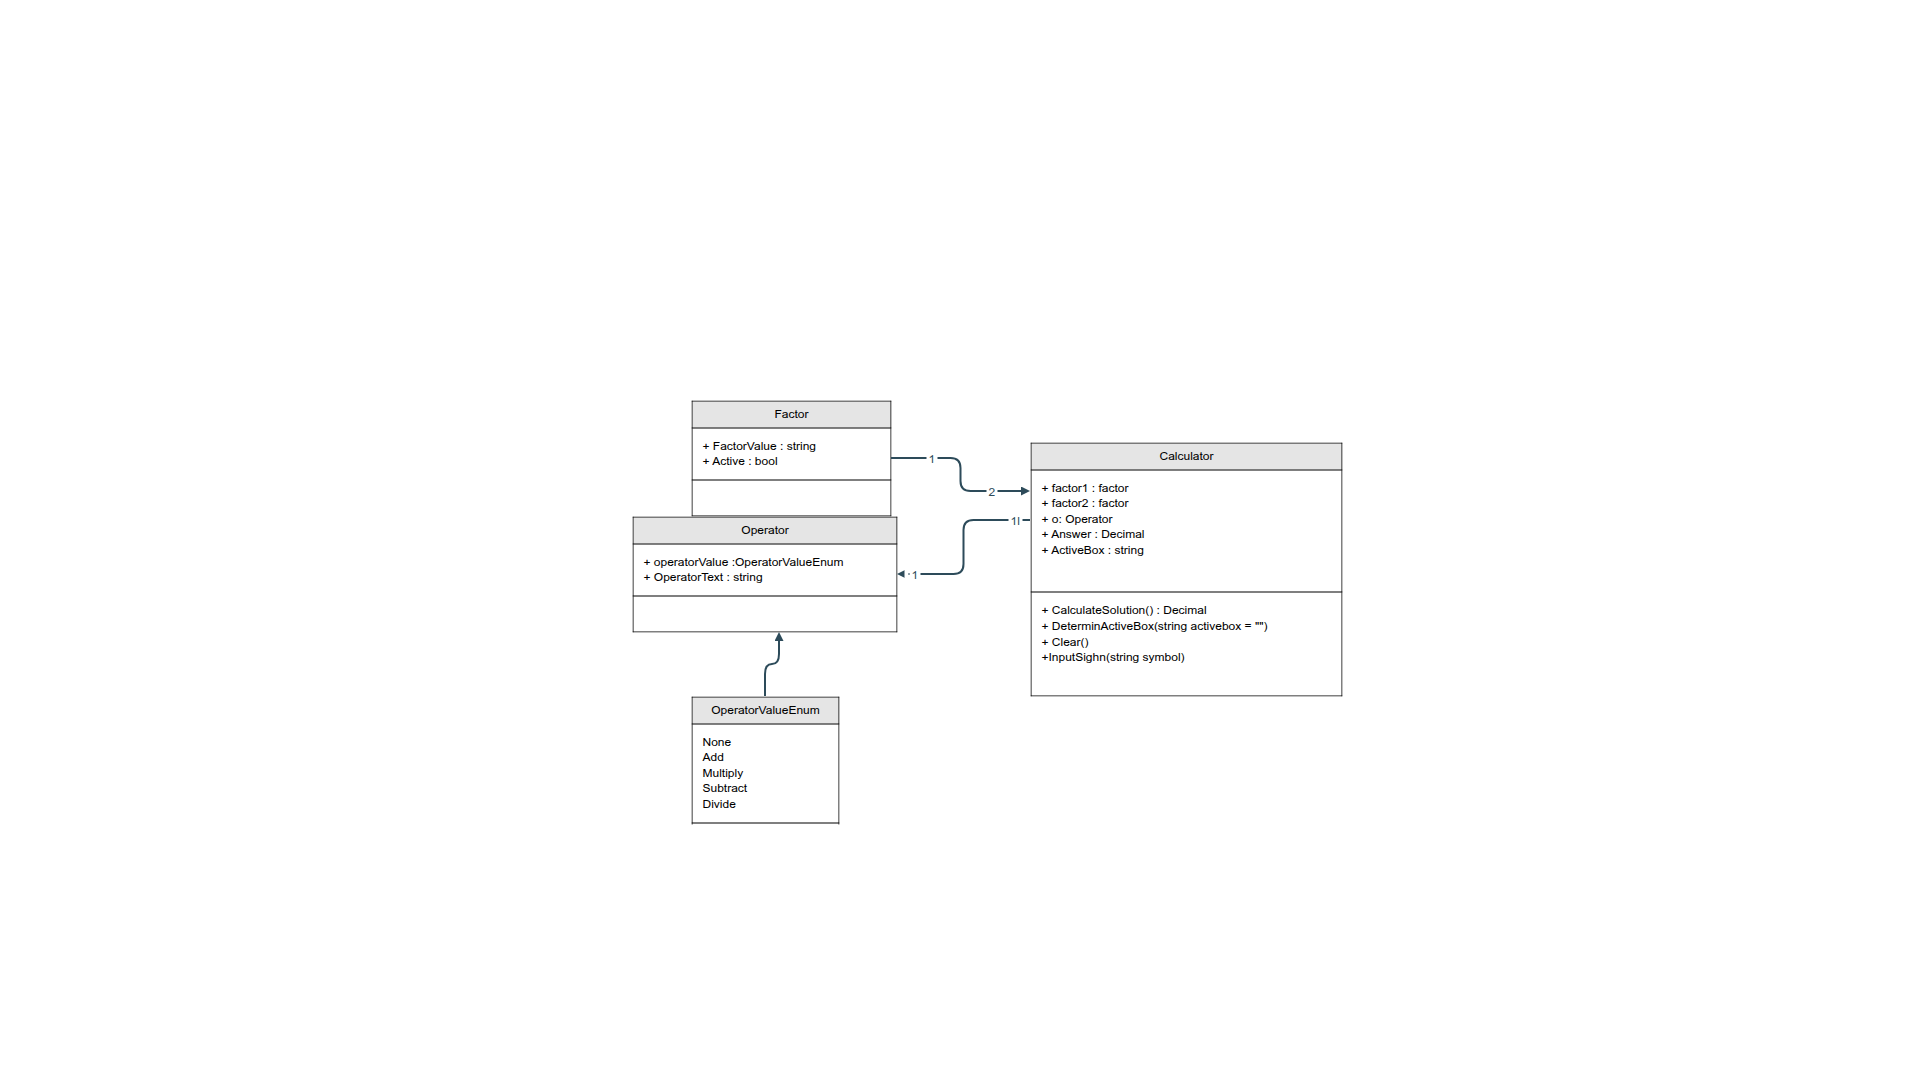 Factor
+ FactorValue : string
+ Active : bool
1
2
Calculator
+ factor1 : factor
+ factor2 : factor
+ o: Operator
+ Answer : Decimal
+ ActiveBox : string
1l
1
+ CalculateSolution() : Decimal
+ DeterminActiveBox(string activebox = "")
+ Clear()
+InputSighn(string symbol)
Operator
+ operatorValue :OperatorValueEnum
+ OperatorText : string
OperatorValueEnum
None
Add
Multiply
Subtract
Divide